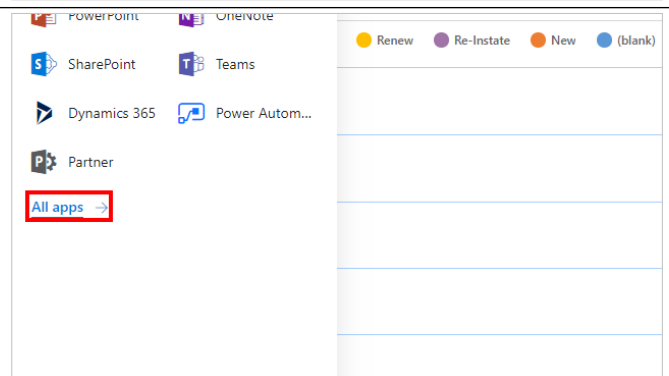 PowerPoint OneNote
Renew Re-Instate New (blank)
SharePoint Teams
Dynamics 365 Power Autom...
Partner
All apps →